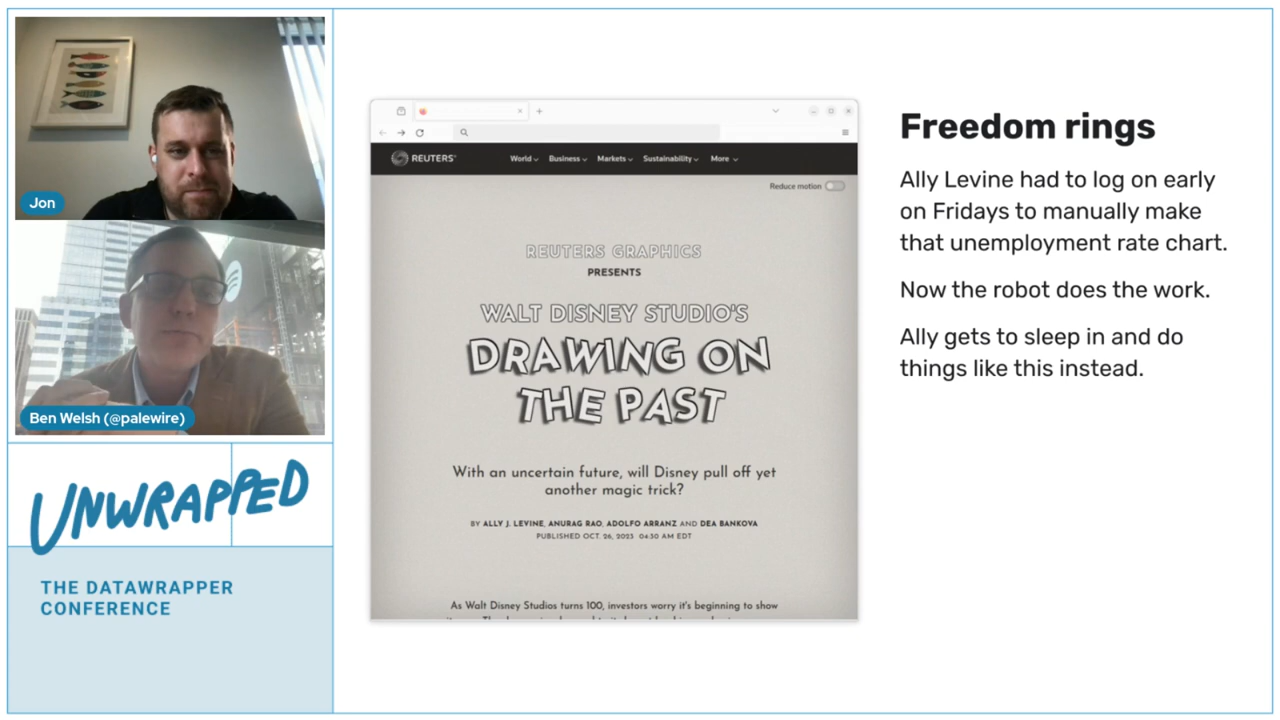 Jon
Ben Welsh (@palewire)
UNWRAPPED
THE DATAWRAPPER
CONFERENCE
REUTERS
World
Business
Markets
Sustainability
More
Reduce motion
REUTERS GRAPHICS
PRESENTS
WALT DISNEY STUDIO'S
DRAWING ON
THE PAST
With an uncertain future, will Disney pull off yet
another magic trick?
BY ALLY J. LEVINE, ANURAG RAO, ADOLFO ARRANZ AND DEA BANKOVA
PUBLISHED OCT. 26, 2023 04:30 AM EDT
As Walt Disney Studios turns 100, investors worry it's beginning to show
Freedom rings
Ally Levine had to log on early
on Fridays to manually make
that unemployment rate chart.
Now the robot does the work.
Ally gets to sleep in and do
things like this instead.